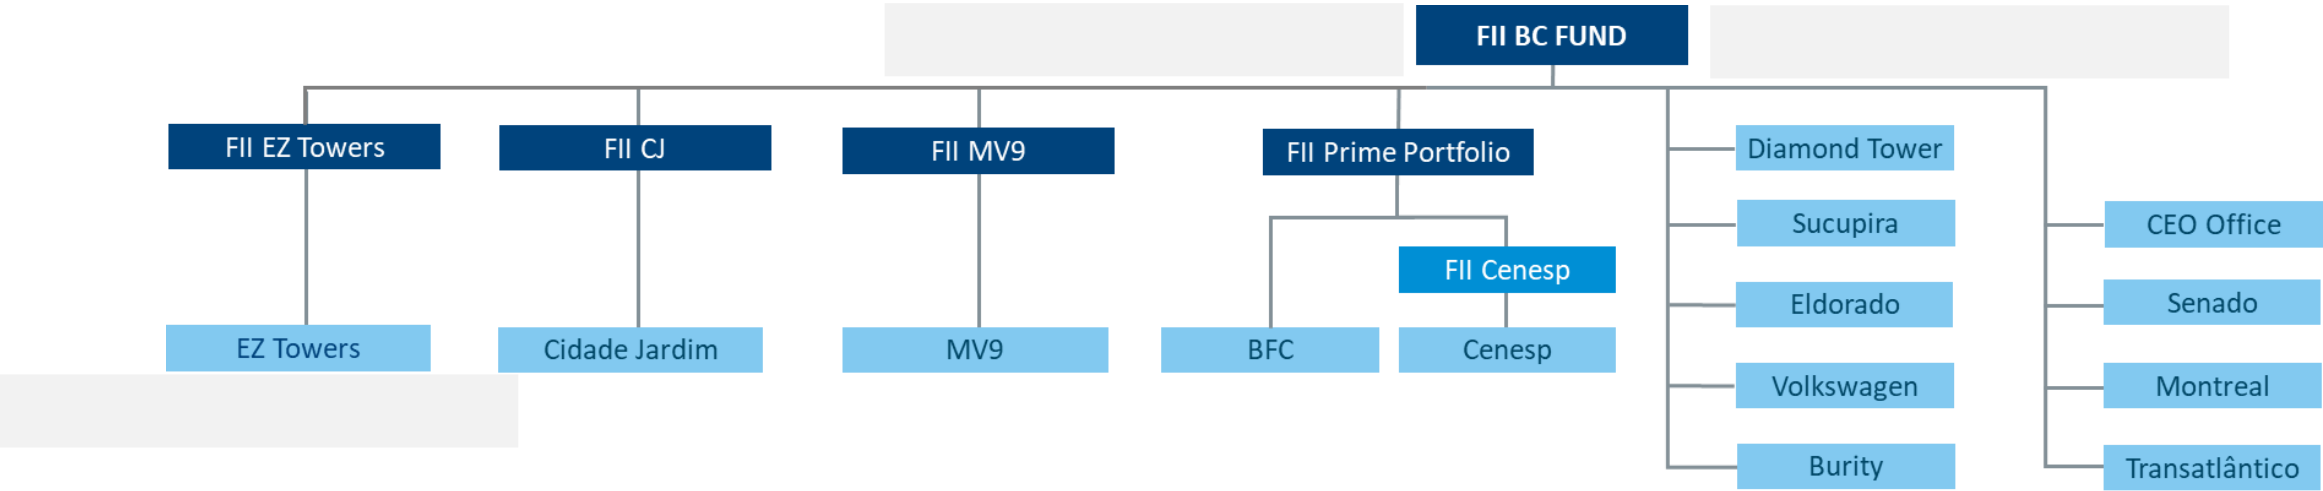 FII BC FUND
FII EZ Towers
FII CJ
FII MV9
FII Prime Portfolio
Diamond Tower
Sucupira
CEO Office
FII Cenesp
Eldorado
Senado
EZ Towers
Cidade Jardim
MV9
BFC
Cenesp
Volkswagen
Montreal
Burity
Transatlântico